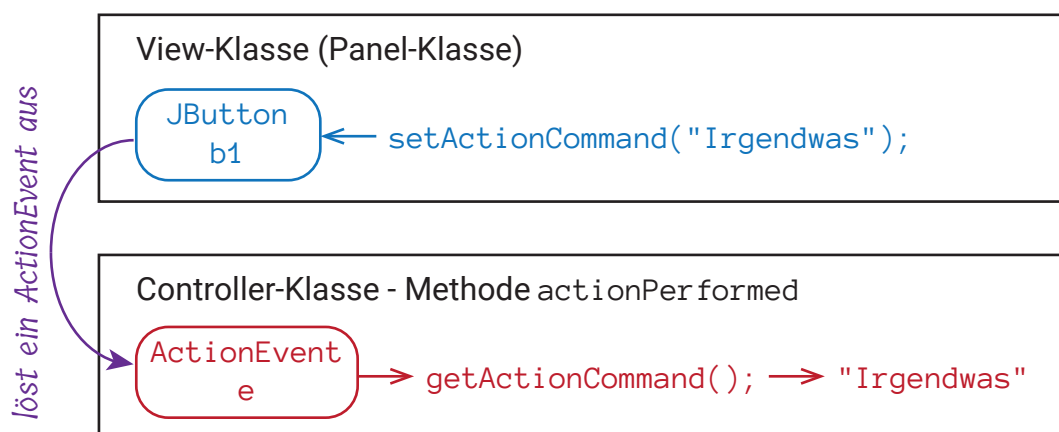 View-Klasse (Panel-Klasse)
JButton
b1
setActionCommand("Irgendwas");
löst ein ActionEvent aus
Controller-Klasse - Methode actionPerformed
ActionEvent
e
getActionCommand();
"Irgendwas"